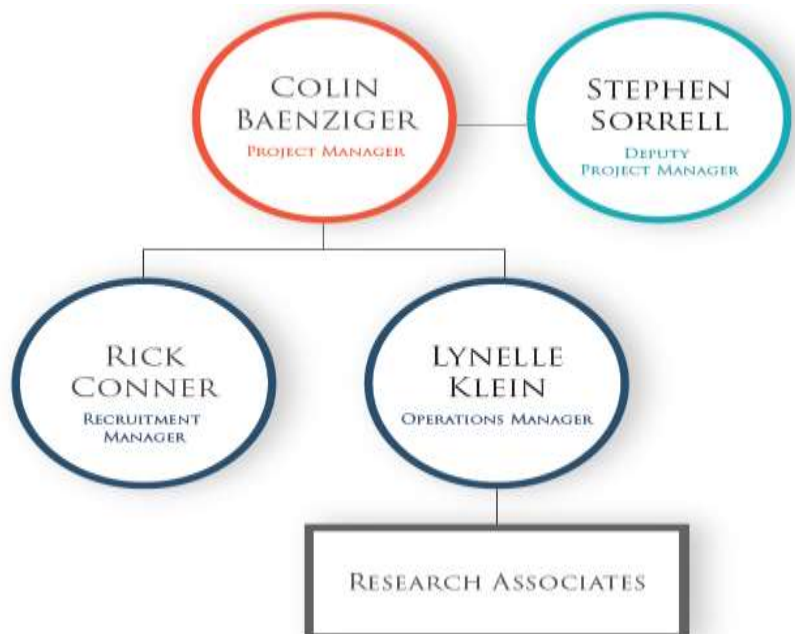 COLIN
BAENZIGER
PROJECT MANAGER
STEPHEN
SORRELL
DEPUTY
PROJECT MANAGER
RICK
CONNER
RECRUITMENT
MANAGER
LYNELLE
KLEIN
OPERATIONS MANAGER
RESEARCH ASSOCIATES